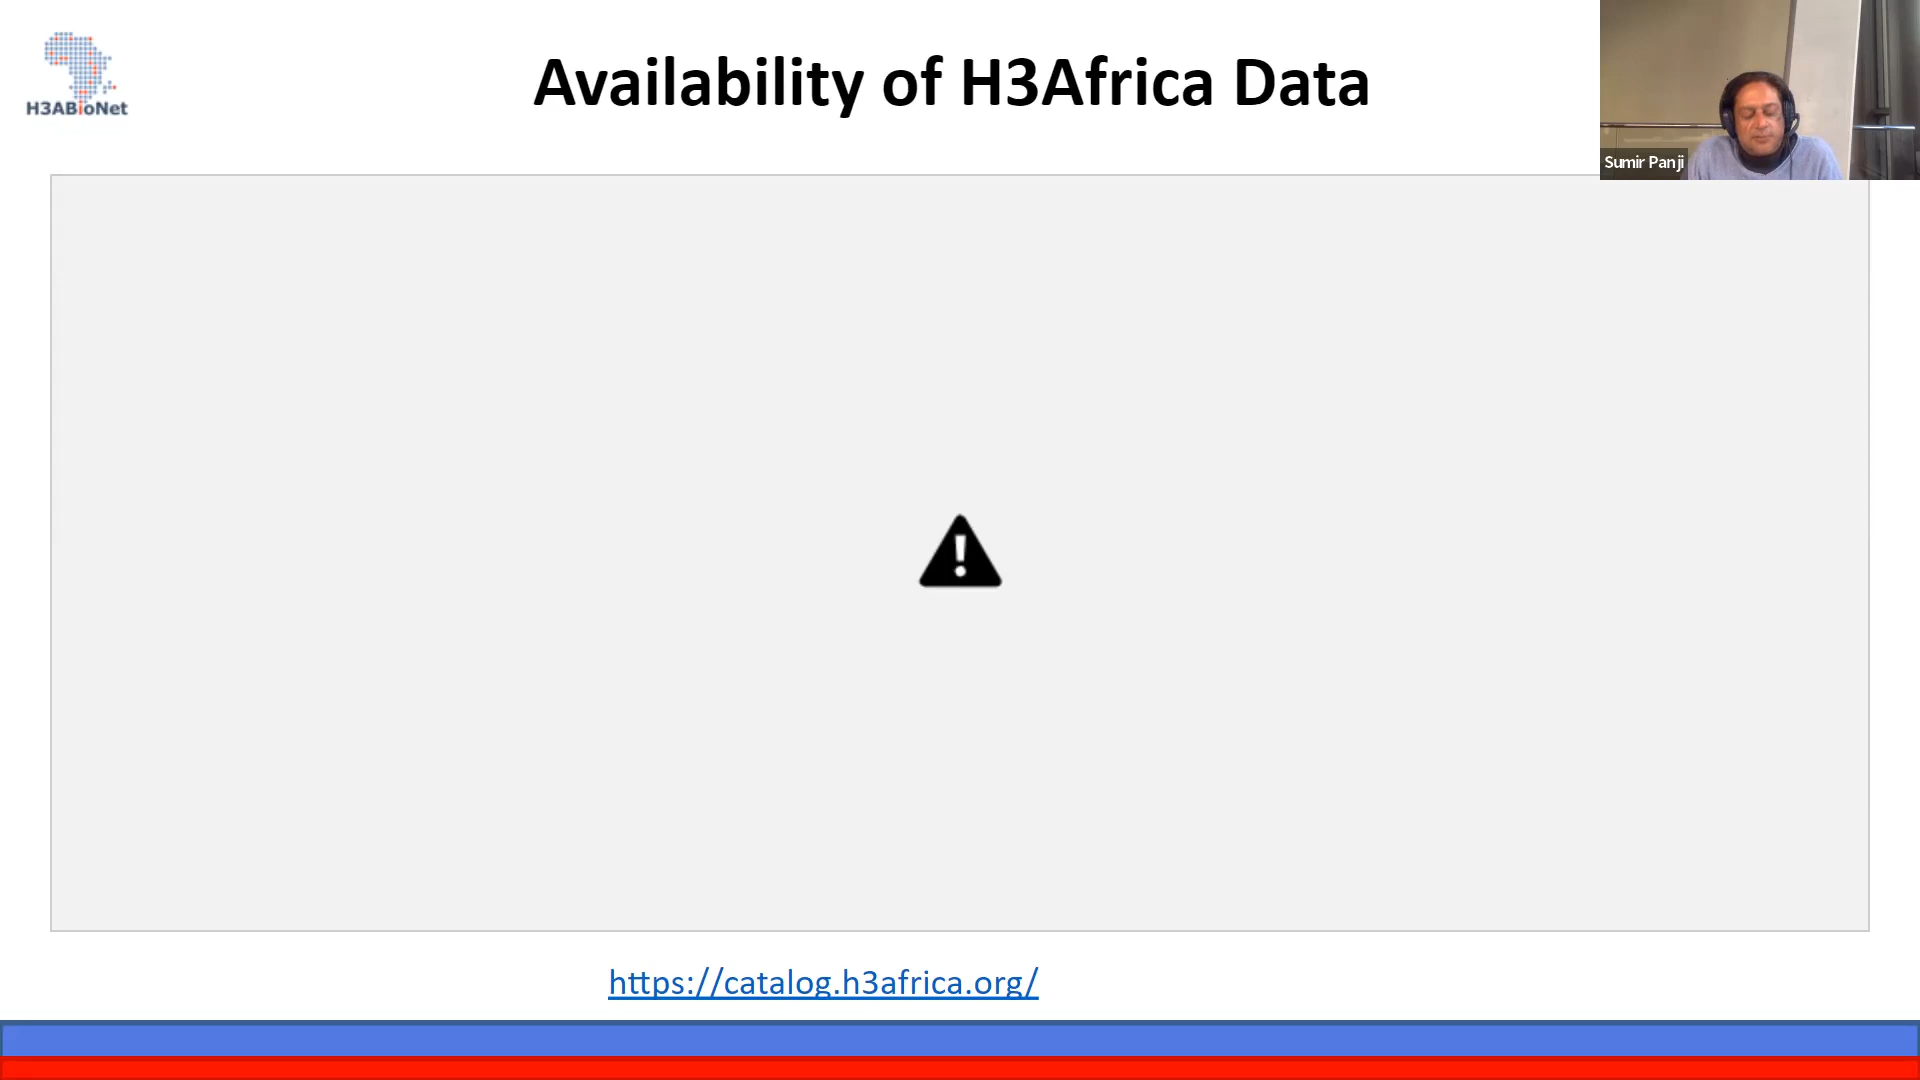 H3ABioNet
Availability of H3Africa Data
Sumir Panji
https://catalog.h3africa.org/